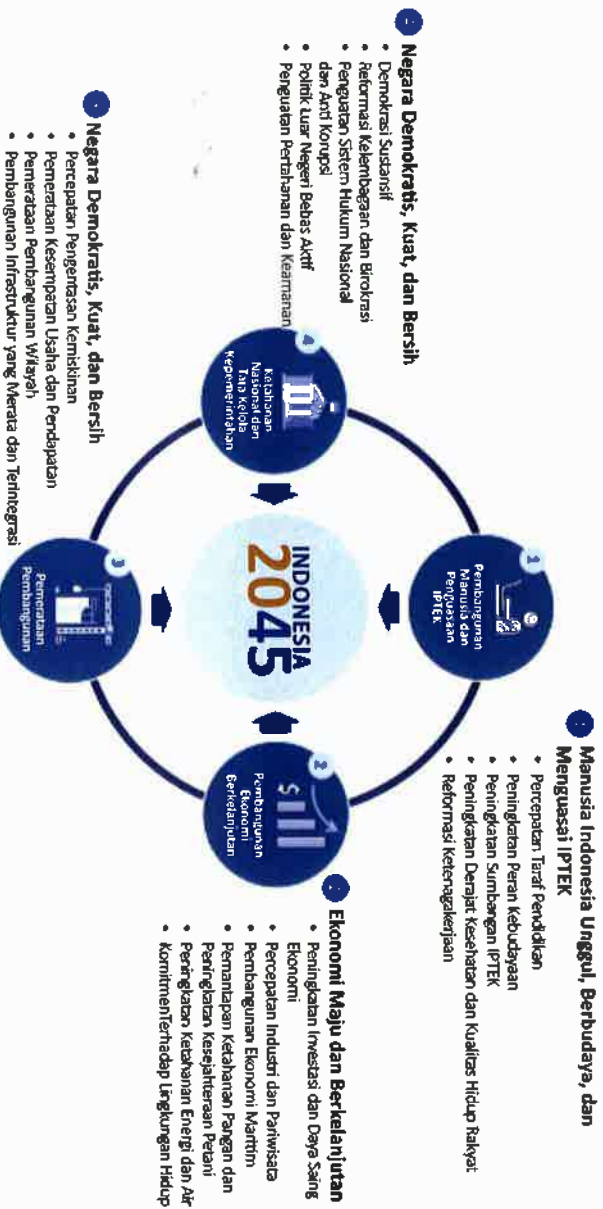 Manusia Indonesia Unggul, Berbudaya, dan
Menguasai IPTEK
• Percepatan Taraf Pendidikan
• Peningkatan Peran Kebudayaan
• Peningkatan Sumbangan IPTEK
• Peningkatan Derajat Kesehatan dan Kualitas Hidup Rakyat
• Reformasi Ketenagakerjaan
1
Pembangunan
Manusia dan
Penguasaan
IPTEK
Negara Demokratis, Kuat, dan Bersih
• Demokrasi Sustansif
• Reformasi Kelembagaan dan Birokrasi
• Penguatan Sistem Hukum Nasional
dan Anti Korupsi
• Politik Luar Negeri Bebas Aktif
• Penguatan Pertahanan dan Keamanan
4
Ketahanan
Nasional dan
Tata Kelola
Kepemerintahan
INDONESIA
2045
2
$
Pembangunan
Ekonomi
Berkelanjutan
Ekonomi Maju dan Berkelanjutan
• Peningkatan Investasi dan Daya Saing
Ekonomi
• Percepatan Industri dan Pariwisata
• Pembangunan Ekonomi Maritim
• Pemantapan Ketahanan Pangan dan
Peningkatan Kesejahteraan Petani
• Peningkatan Ketahanan Energi dan Air
• KomitmenTerhadap Lingkungan Hidup
3
Pemerataan
Pembangunan
Negara Demokratis, Kuat, dan Bersih
• Percepatan Pengentasan Kemiskinan
• Pemerataan Kesempatan Usaha dan Pendapatan
• Pemerataan Pembangunan Wilayah
• Pembangunan Infrastruktur yang Merata dan Terintegrasi